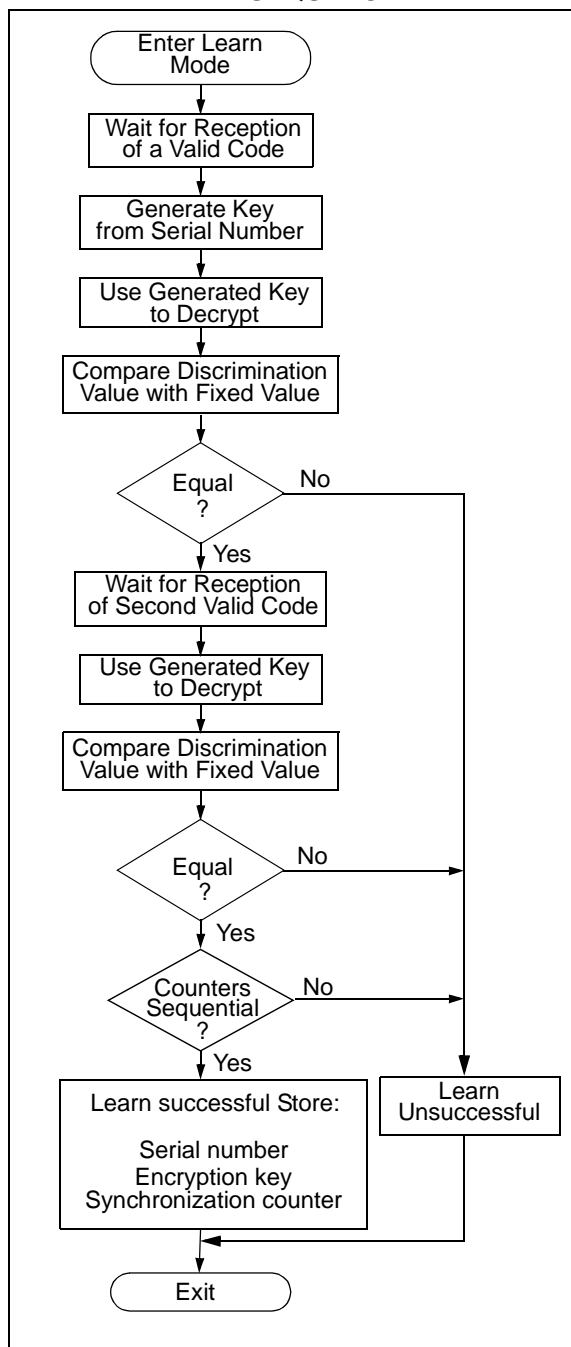 Enter Learn
Mode
Wait for Reception
of a Valid Code
Generate Key
from Serial Number
Use Generated Key
to Decrypt
Compare Discrimination
Value with Fixed Value
Equal
?
No
Yes
Wait for Reception
of Second Valid Code
Use Generated Key
to Decrypt
Compare Discrimination
Value with Fixed Value
Equal
?
No
Yes
Counters
Sequential
?
No
Yes
Learn successful Store:
Serial number
Encryption key
Synchronization counter
Learn
Unsuccessful
Exit